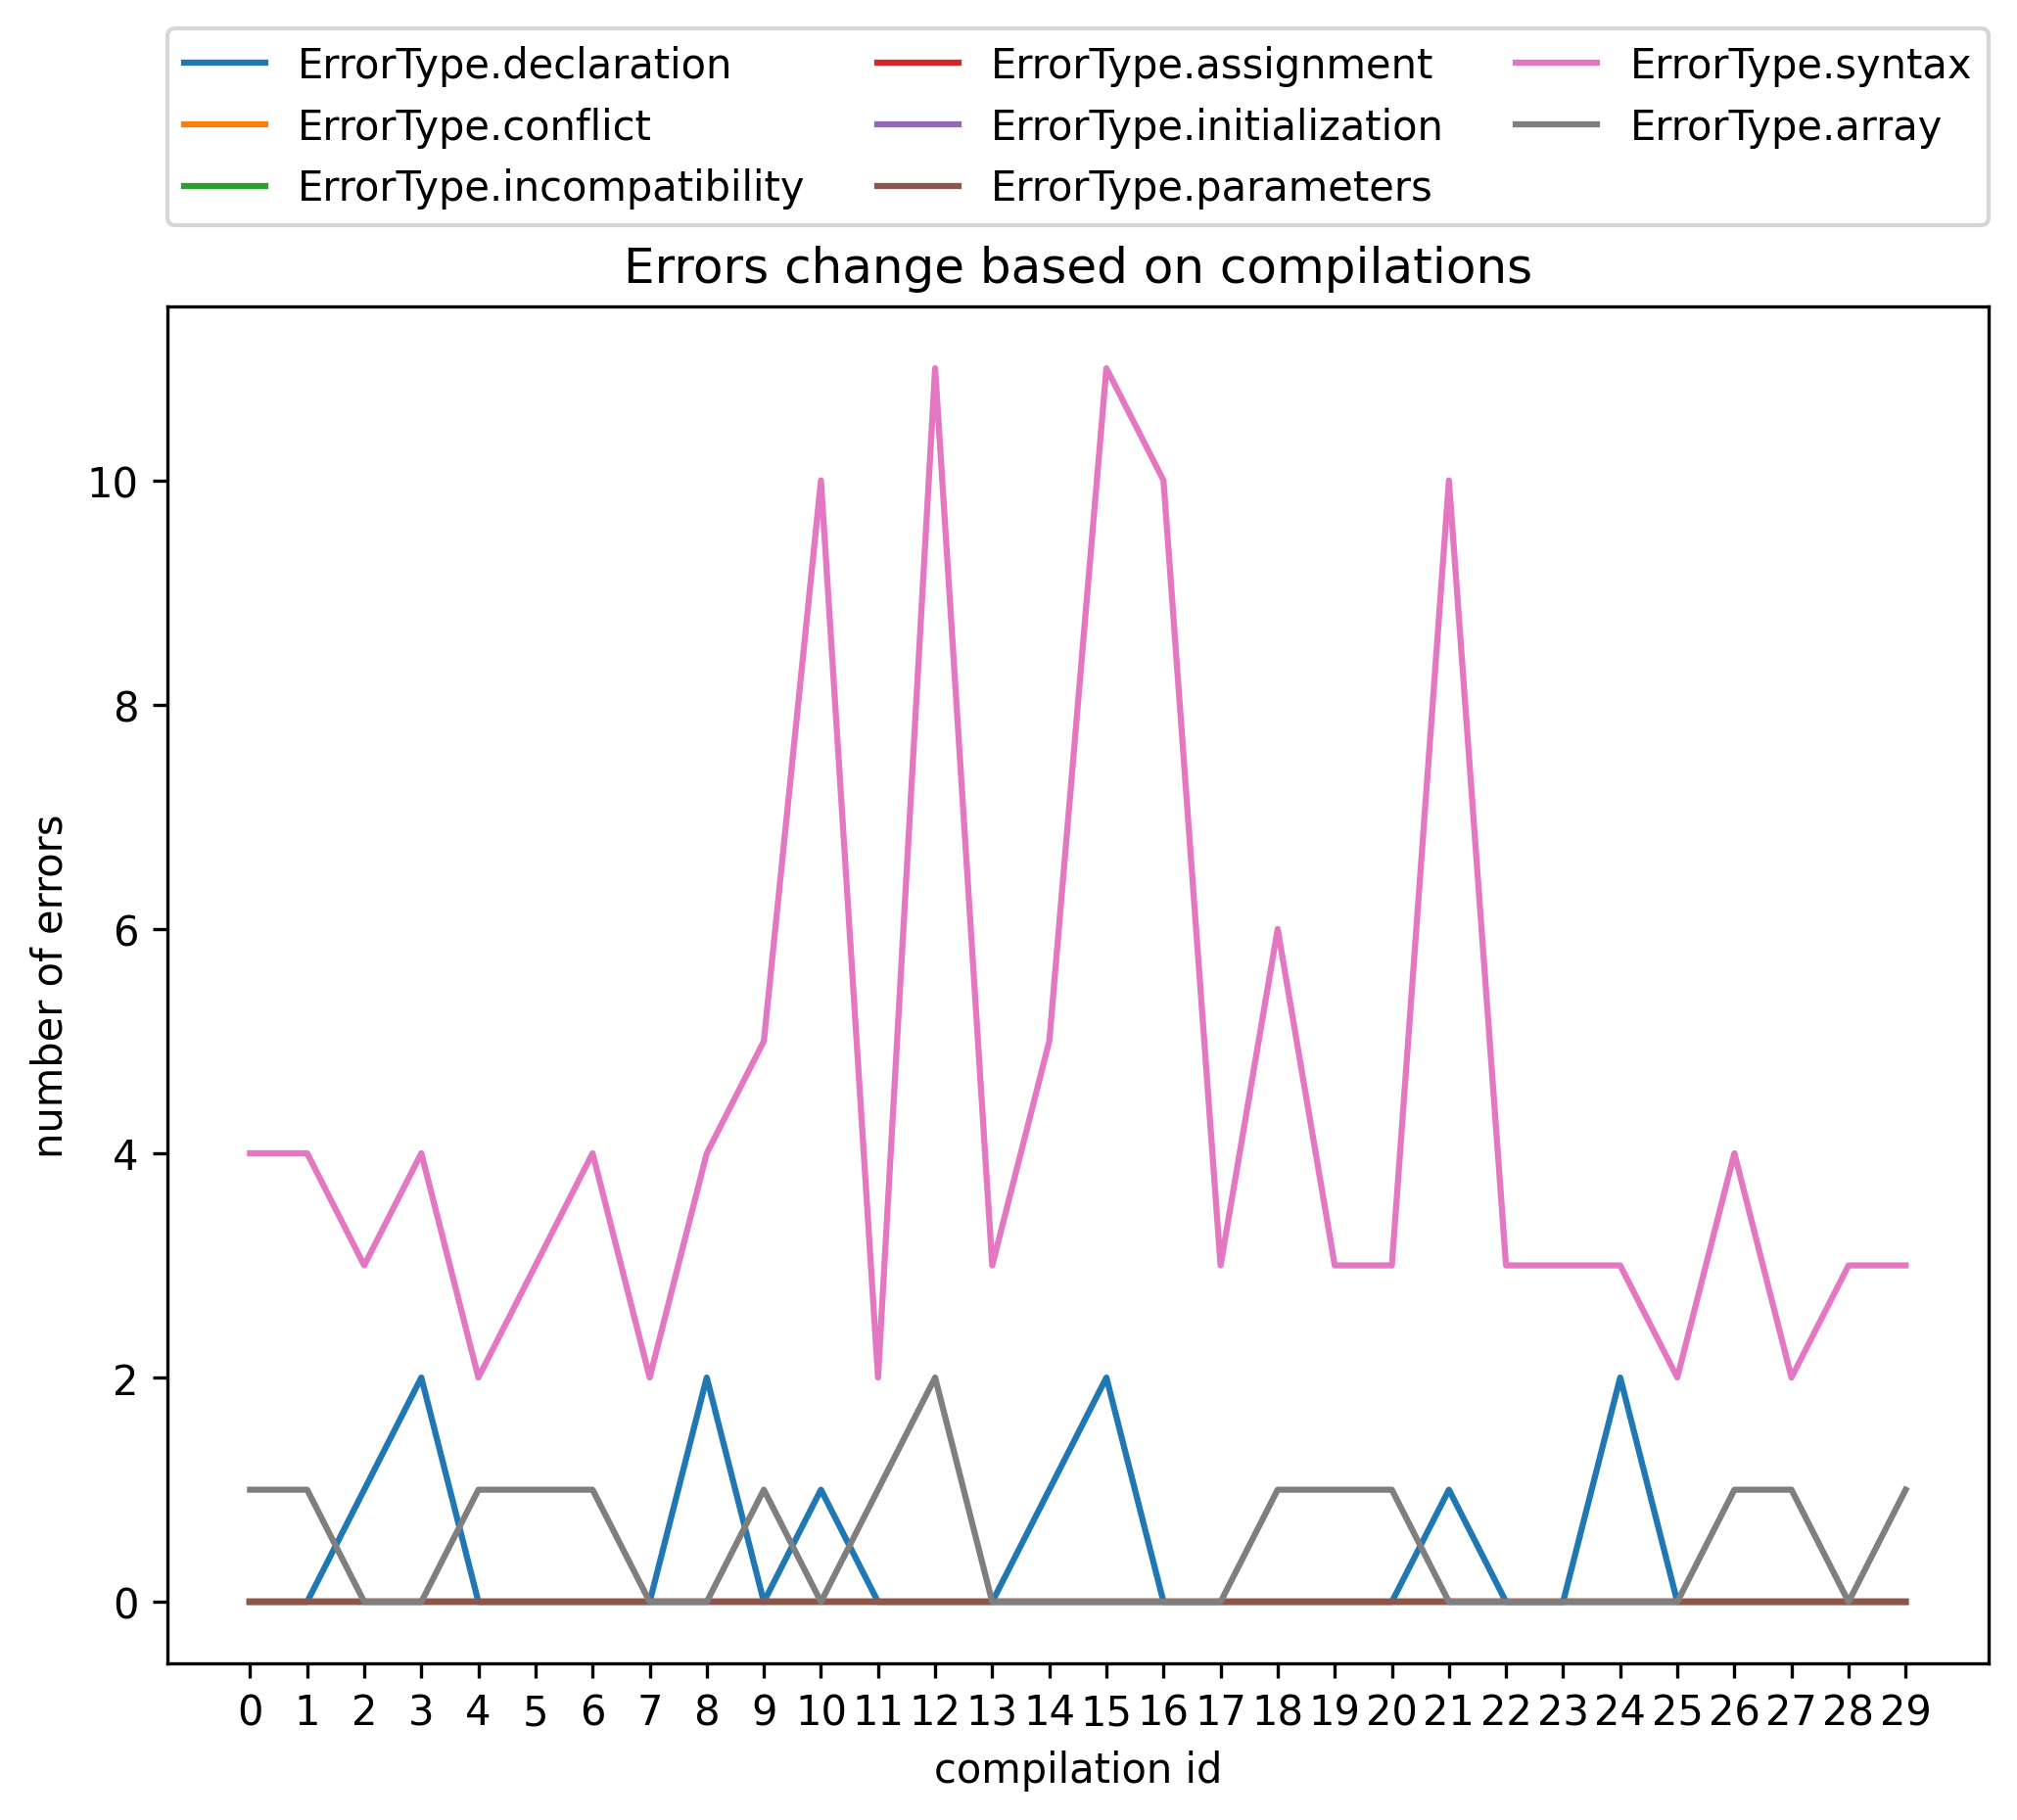 ErrorType.declaration
ErrorType.conflict
ErrorType.incompatibility
ErrorType.assignment
ErrorType.initialization
ErrorType.parameters
ErrorType.syntax
ErrorType.array
Errors change based on compilations
number of errors
10
8
6
4
2
0
0 1 2 3 4 5 6 7 8 9 10 11 12 13 14 15 16 17 18 19 20 21 22 23 24 25 26 27 28 29
compilation id